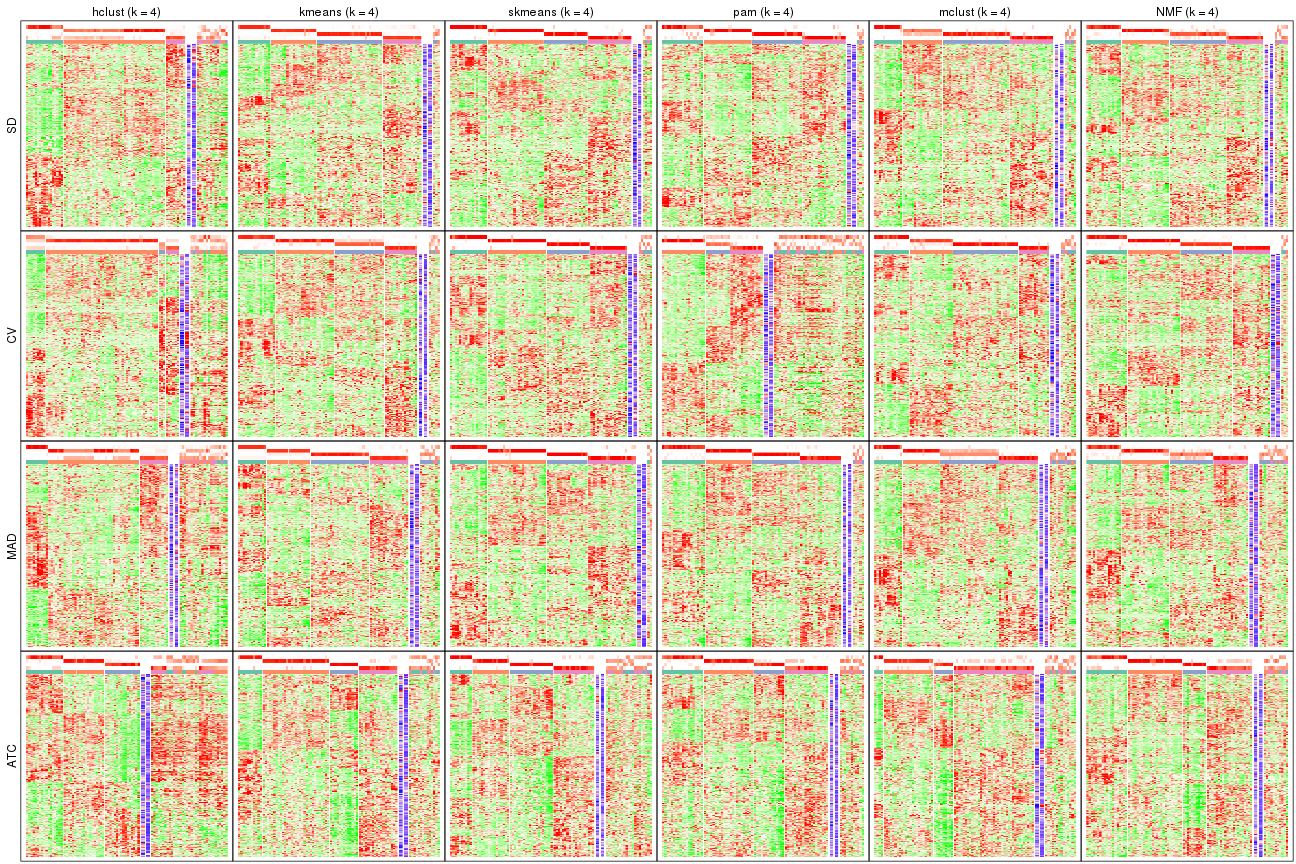 hclust (k = 4) kmeans (k = 4) skmeans (k = 4) pam (k = 4) mclust (k = 4) NMF (k = 4)
SD
CV
MAD
ATC